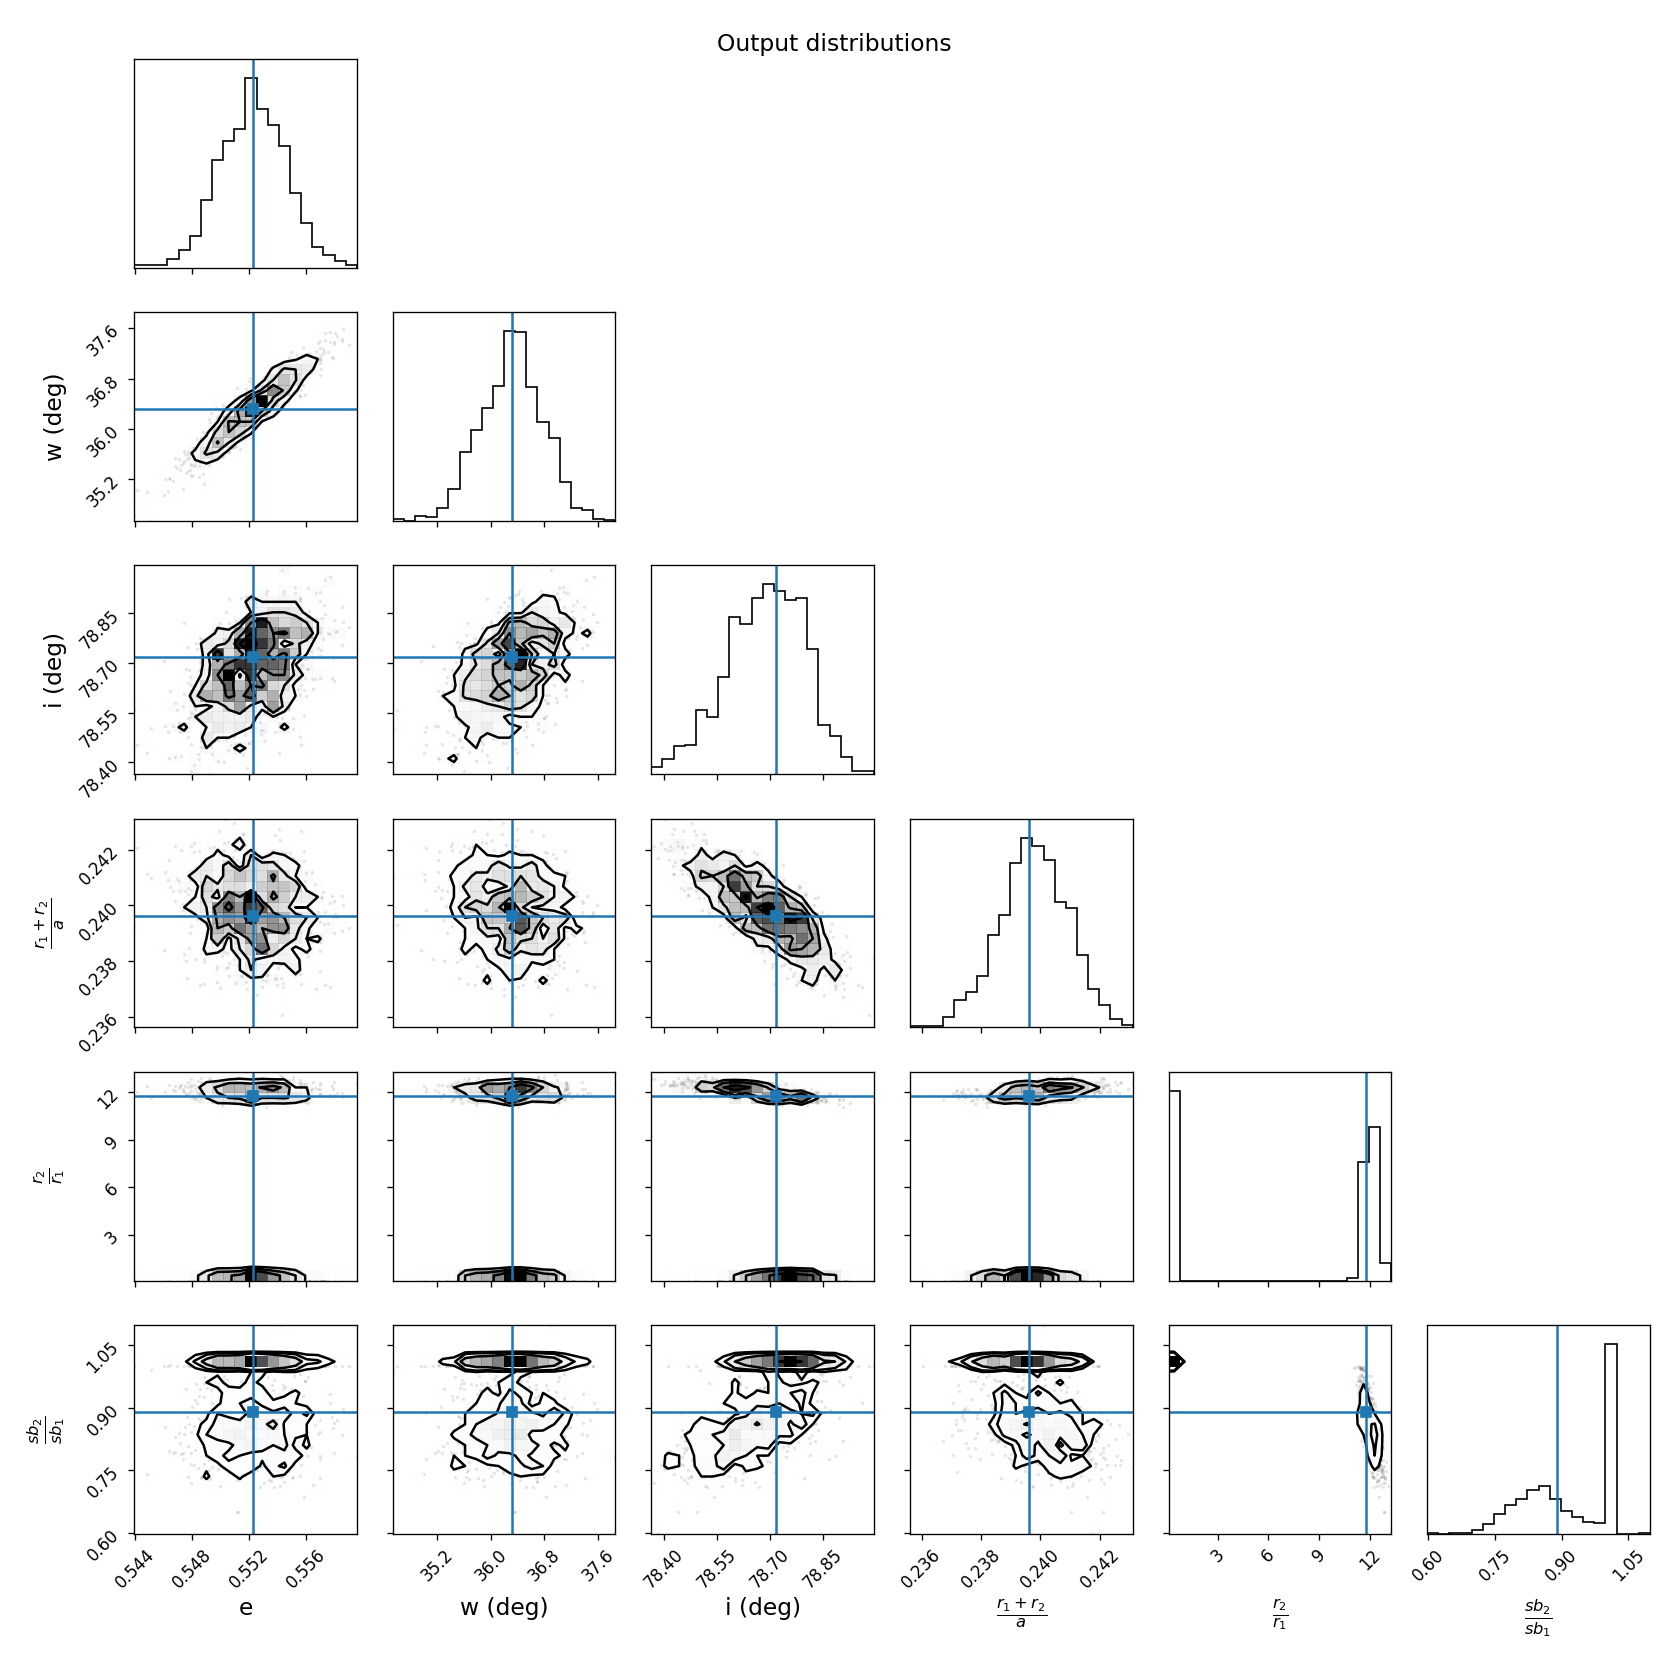 Output distributions
w (deg)
37.6
36.8
36.0
35.2
i (deg)
78.85
78.70
78.55
78.40
r₁ + r₂
a
0.242
0.240
0.238
0.236
r₂
r₁
12
9
6
3
sb₂
sb₁
1.05
0.90
0.75
0.60
0.544 0.548 0.552 0.556 35.2 36.0 36.8 37.6 78.40 78.55 78.70 78.85 0.236 0.238 0.240 0.242 3 6 9 12 0.60 0.75 0.90 1.05
e w (deg) i (deg) r₁ + r₂ r₂ sb₂
a r₁ sb₁